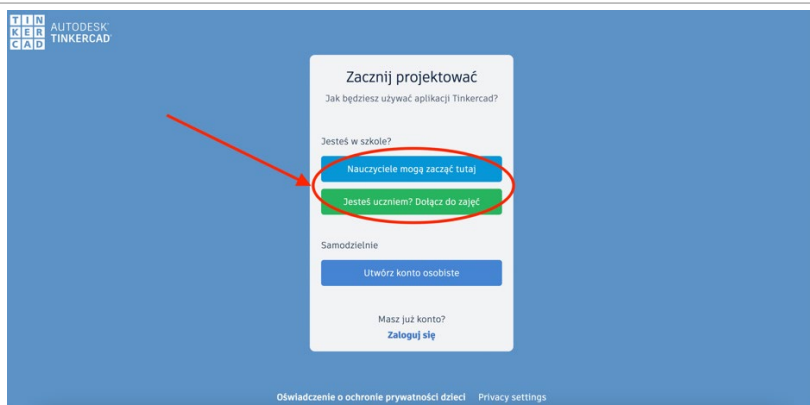 TIN
KER
CAD
AUTODESK
TINKERCAD
Zacznij projektować
Jak będziesz używać aplikacji Tinkercad?
Jesteś w szkole?
Nauczyciele mogą zacząć tutaj
Jesteś uczniem? Dołącz do zajęć
Samodzielnie
Utwórz konto osobiste
Masz już konto?
Zaloguj się
Oświadczenie o ochronie prywatności dzieci Privacy settings